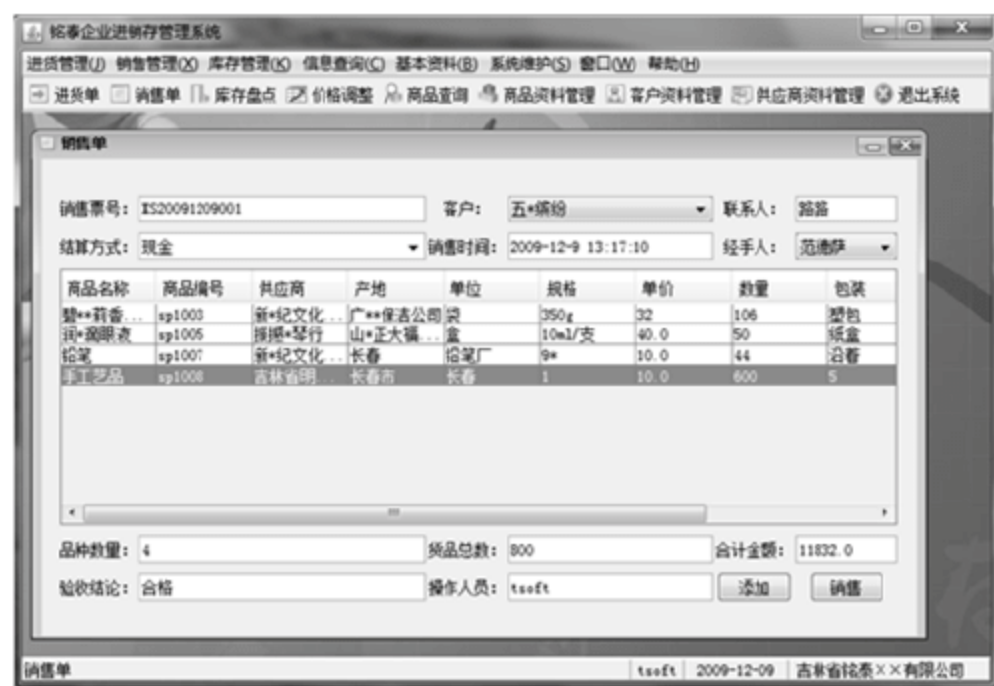 铭泰企业进销存管理系统
进货管理(J) 销售管理(X) 库存管理(K) 信息查询(C) 基本资料(B) 系统维护(S) 窗口(W) 帮助(H)
进货单 销售单 库存盘点 价格调整 商品查询 商品资料管理 客户资料管理 供应商资料管理 退出系统
销售单
销售票号： XS20091209001 客户： 五*缤纷 联系人： 路路
结算方式： 现金 销售时间： 2009-12-9 13:17:10 经手人： 范德萨
商品名称 商品编号 供应商 产地 单位 规格 单价 数量 包装
碧**莉香... sp1003 新*纪文化... 广**保洁公司 袋 350g 32 106 塑包
润*滴眼液 sp1005 *琴行 山*正大福... 盒 10ml/支 40.0 50 纸盒
铅笔 sp1007 新*纪文化... 长春 铅笔厂 9* 10.0 44 沿着
手工艺品 sp1008 吉林省明... 长春市 长春 1 10.0 600 5
品种数量： 4 货品总数： 800 合计金额： 11832.0
验收结论： 合格 操作人员： tsoft 添加 销售
销售单 tsoft 2009-12-09 吉林省铭泰××有限公司